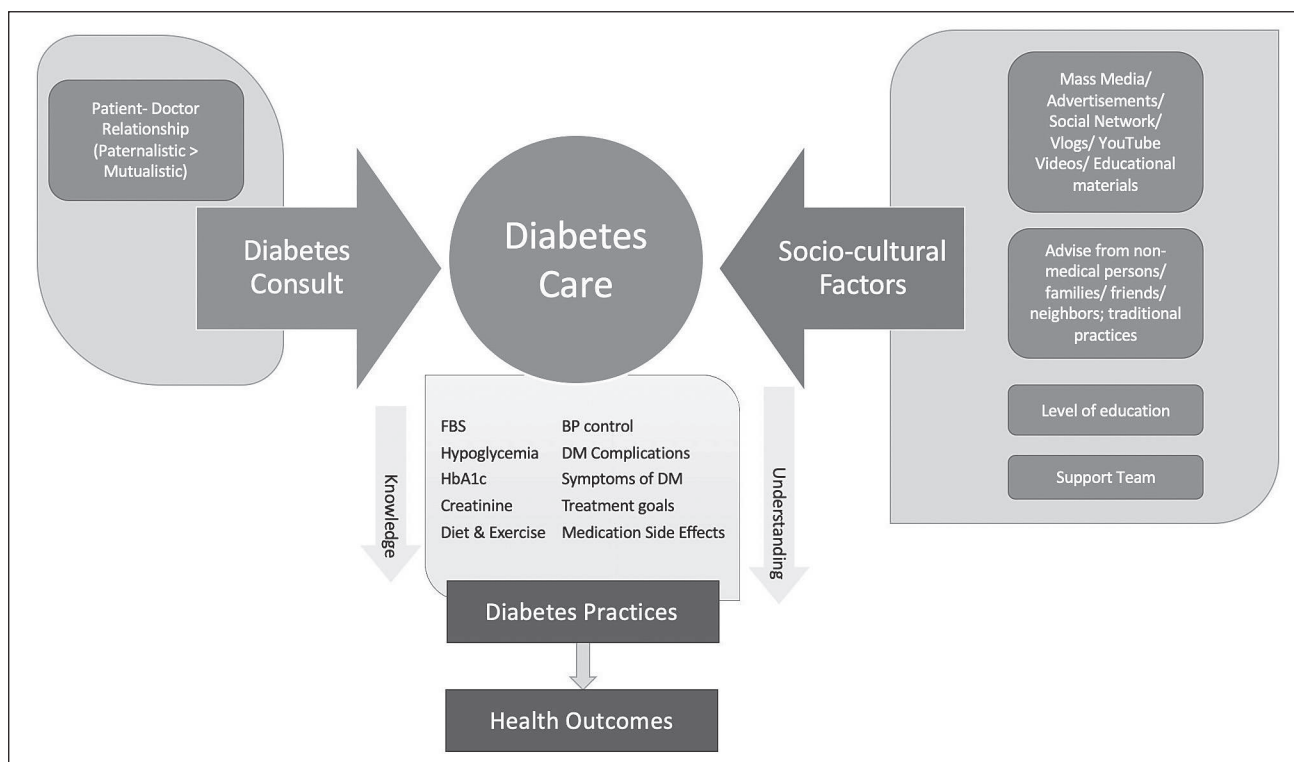 Patient- Doctor
Relationship
(Paternalistic >
Mutualistic)
Diabetes
Consult
Diabetes
Care
Socio-cultural
Factors
Mass Media/
Advertisements/
Social Network/
Vlogs/ YouTube
Videos/ Educational
materials
Advise from non-
medical persons/
families/ friends/
neighbors; traditional
practices
Level of education
Support Team
Knowledge
FBS
Hypoglycemia
HbA1c
Creatinine
Diet & Exercise
BP control
DM Complications
Symptoms of DM
Treatment goals
Medication Side Effects
Understanding
Diabetes Practices
Health Outcomes